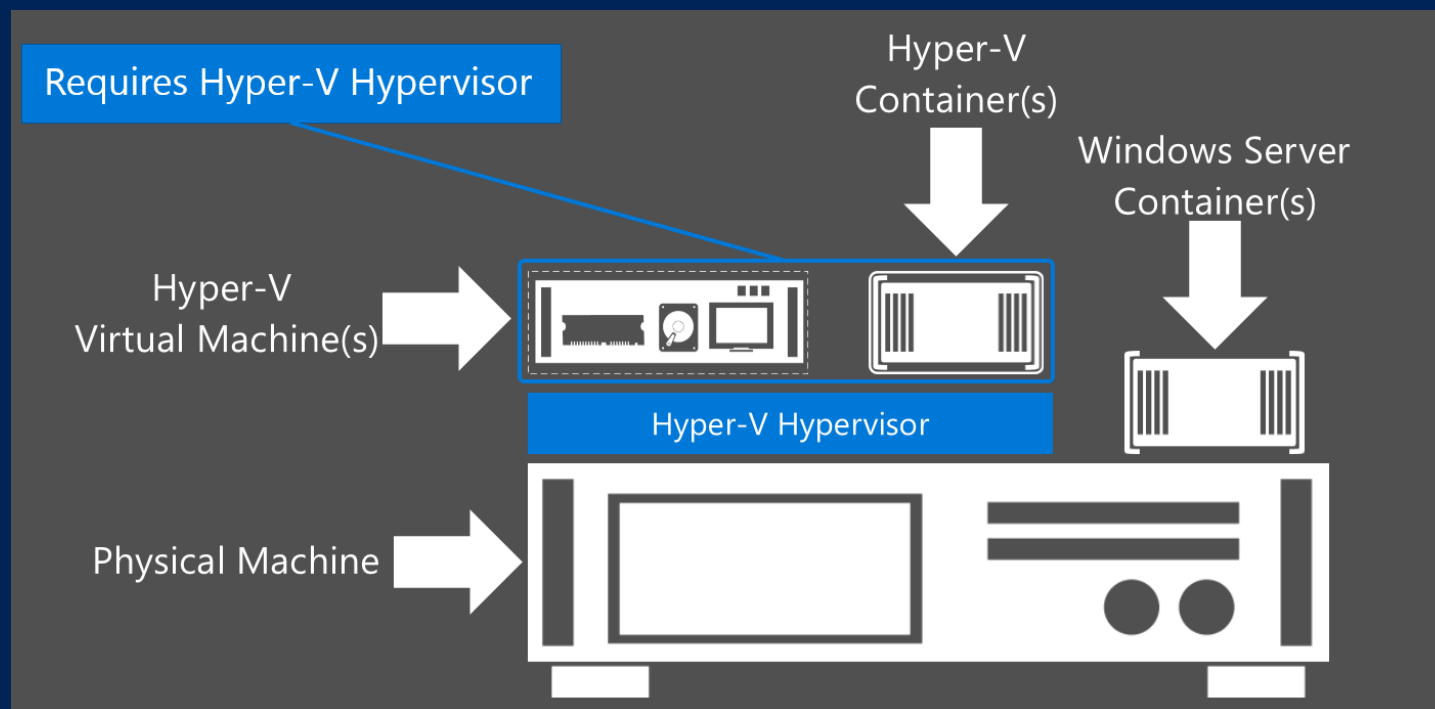 Requires Hyper-V Hypervisor
Hyper-V
Container(s)
Windows Server
Container(s)
Hyper-V
Virtual Machine(s)
Hyper-V Hypervisor
Physical Machine